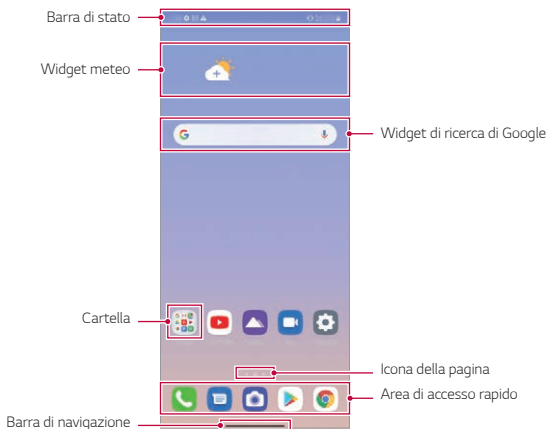 Barra di stato
Widget meteo
Widget di ricerca di Google
Cartella
Icona della pagina
Area di accesso rapido
Barra di navigazione